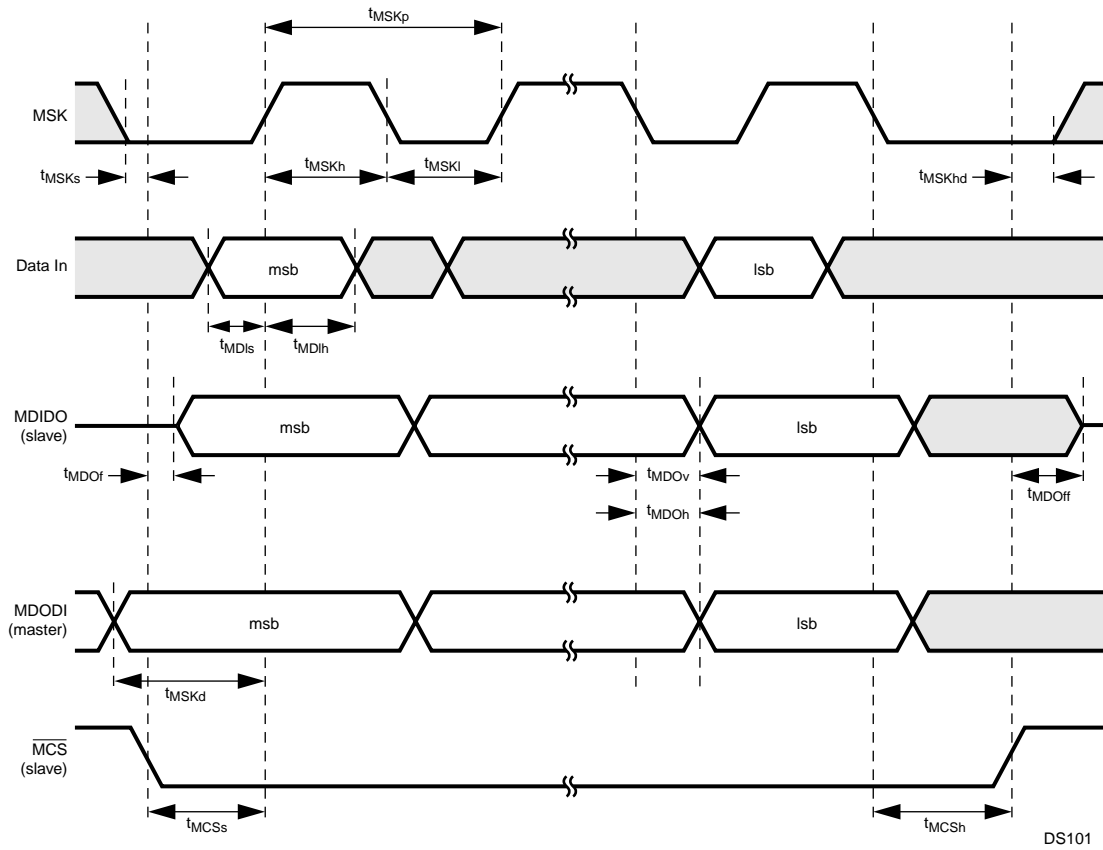 tMSKp
MSK
tMSKs
tMSKh
tMSKl
tMSKhd
Data In
msb
lsb
tMDIs
tMDIh
MDIDO
(slave)
msb
lsb
tMDOf
tMDOv
tMDOff
tMDOh
MDODI
(master)
msb
lsb
tMSKd
MCS
(slave)
tMCSs
tMCSh
DS101